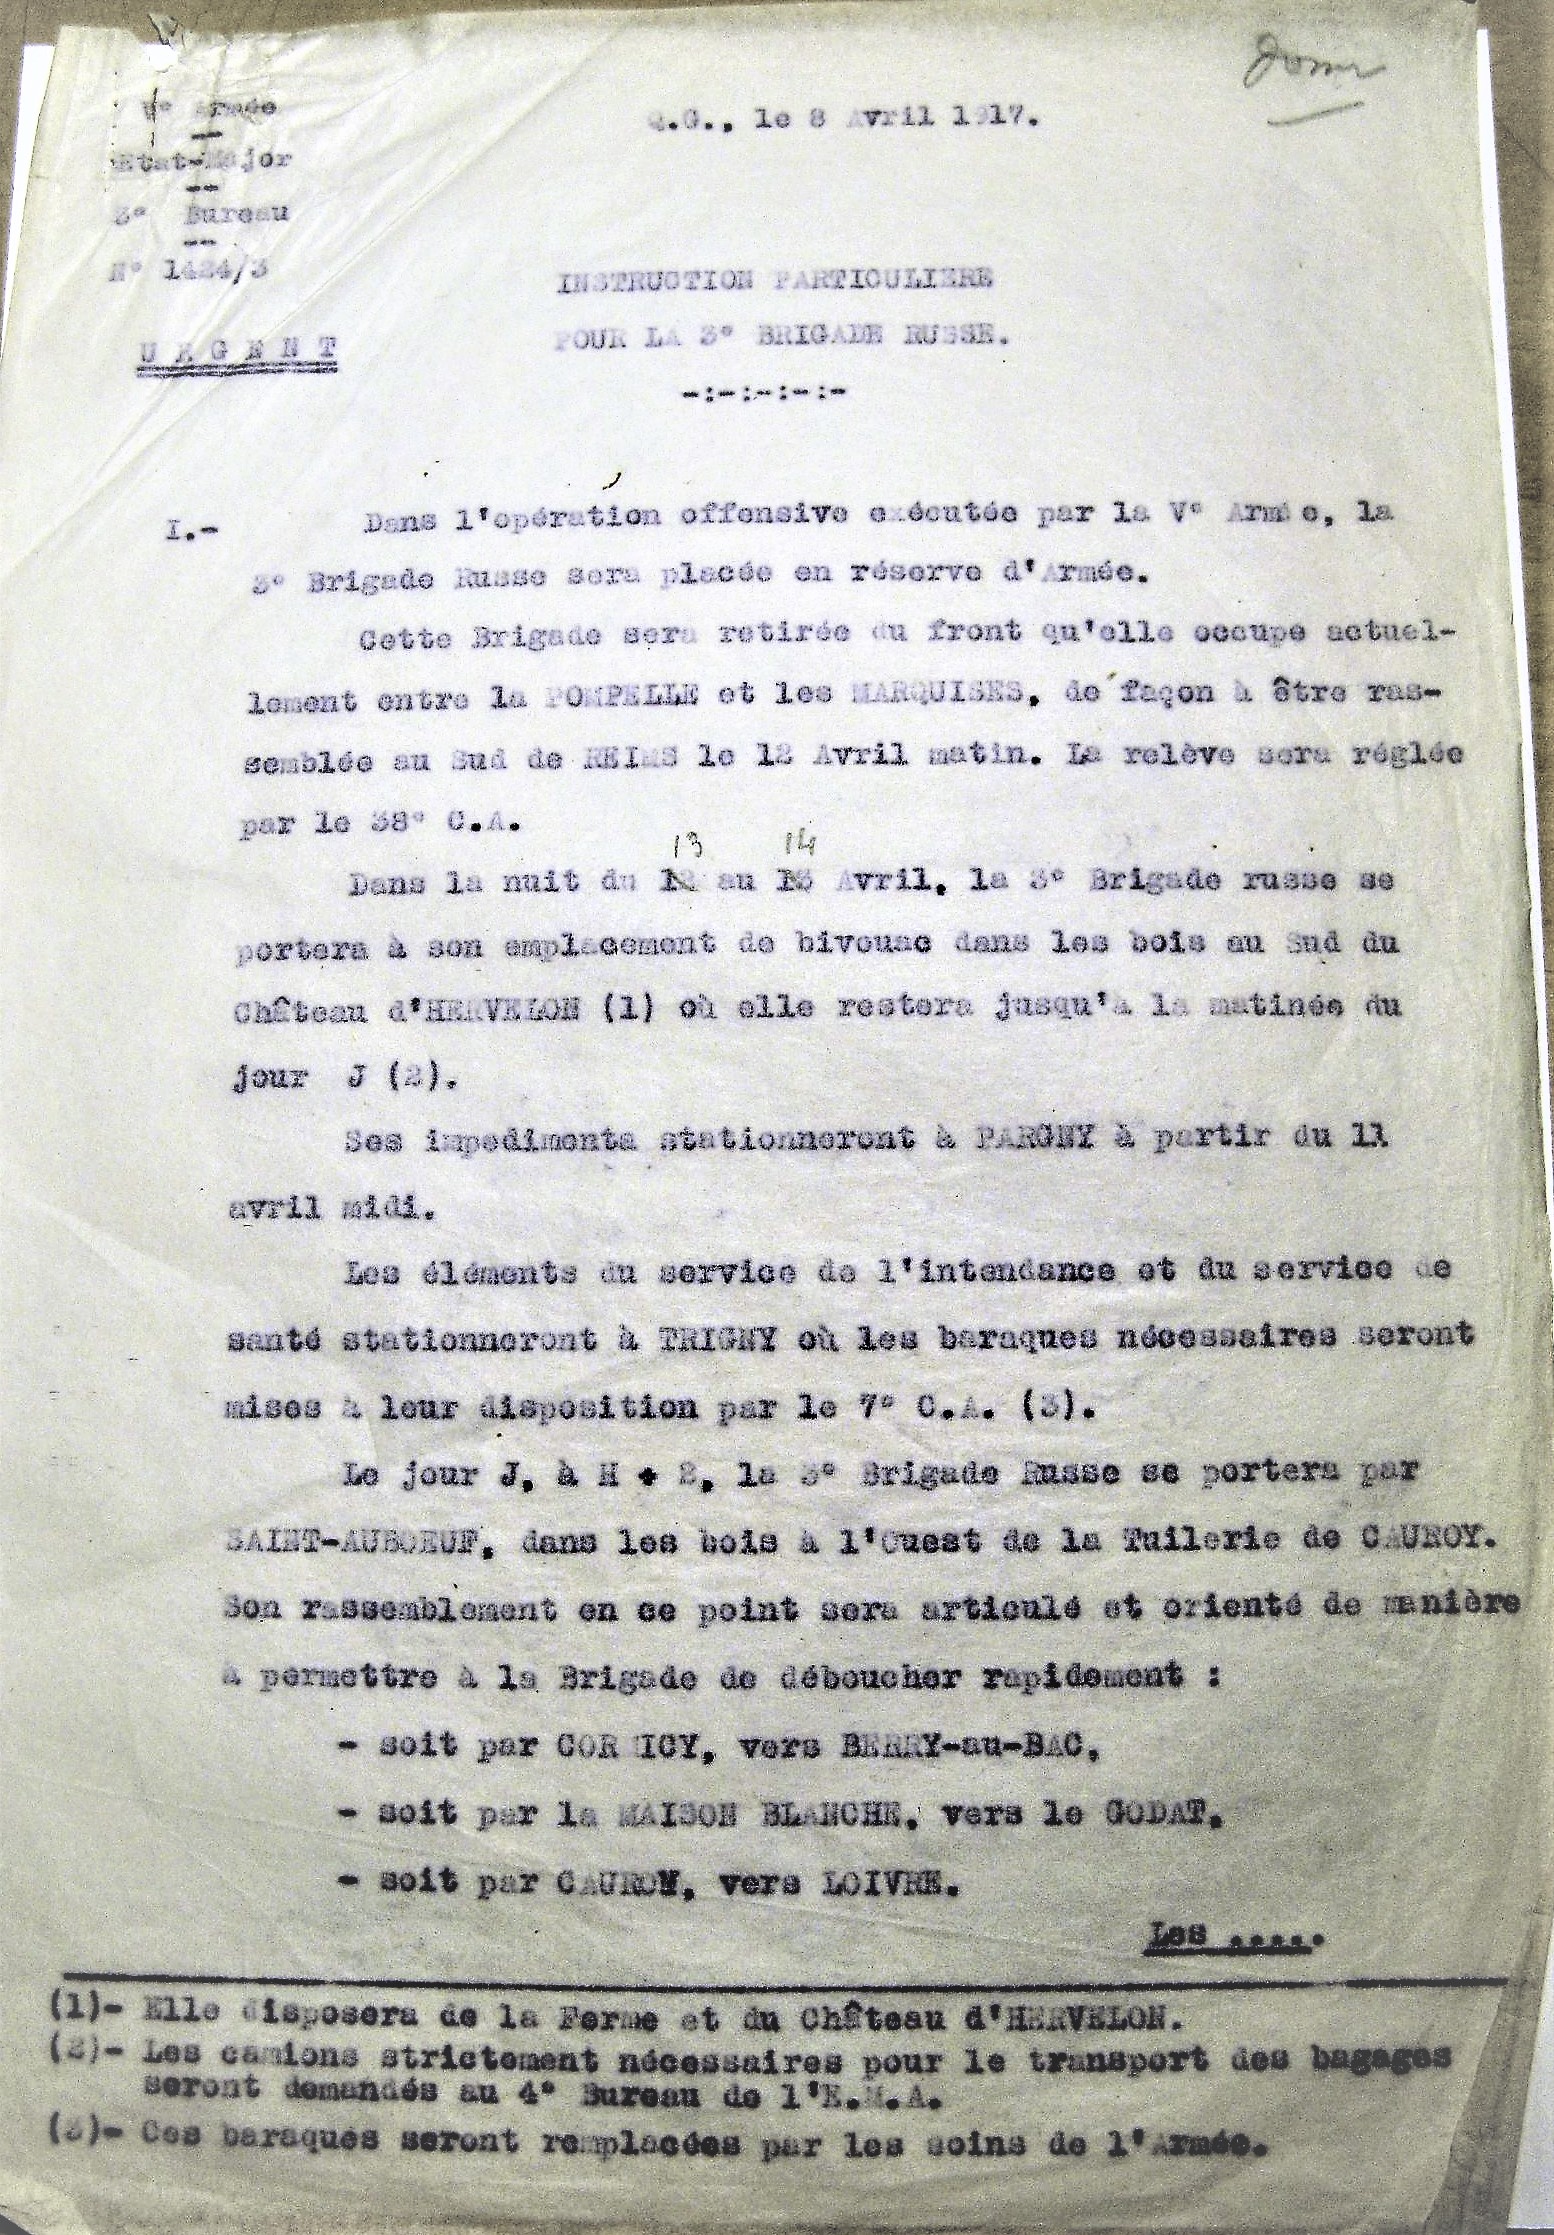 V° Armée
Q.G., le 8 Avril 1917.
Etat-Major
3° Bureau
N° 1424/3
INSTRUCTION PARTICULIERE
POUR LA 3° BRIGADE RUSSE.
URGENT
-:-:-:-:-
I.- Dans l'opération offensive exécutée par la V° Armée, la
3° Brigade Russe sera placée en réserve d'Armée.
Cette Brigade sera retirée du front qu'elle occupe actuel-
lement entre la POMPELLE et les MARQUISES, de façon à être ras-
semblée au Sud de REIMS le 12 Avril matin. La relève sera réglée
par le 38° C.A.
13 14
Dans la nuit du 12 au 13 Avril, la 3° Brigade russe se
portera à son emplacement de bivouac dans les bois au Sud du
Château d'HERVELON (1) où elle restera jusqu'à la matinée du
jour J (2).
Ses impedimenta stationneront à PARGNY à partir du 11
avril midi.
Les éléments du service de l'intendance et du service de
santé stationneront à TRIGNY où les baraques nécessaires seront
mises à leur disposition par le 7° C.A. (3).
Le jour J, à H + 2, la 3° Brigade Russe se portera par
SAINT-AUBOEUF, dans les bois à l'Ouest de la Tuilerie de CAUROY.
Son rassemblement en ce point sera articulé et orienté de manière
à permettre à la Brigade de déboucher rapidement :
- soit par CORMICY, vers BERRY-au-BAC,
- soit par la MAISON BLANCHE, vers le GODAT,
- soit par CAUROY, vers LOIVRE.
Les .....
(1)- Elle disposera de la Ferme et du Château d'HERVELON.
(2)- Les camions strictement nécessaires pour le transport des bagages
seront demandés au 4° Bureau de l'E.M.A.
(3)- Ces baraques seront remplacées par les soins de l'Armée.